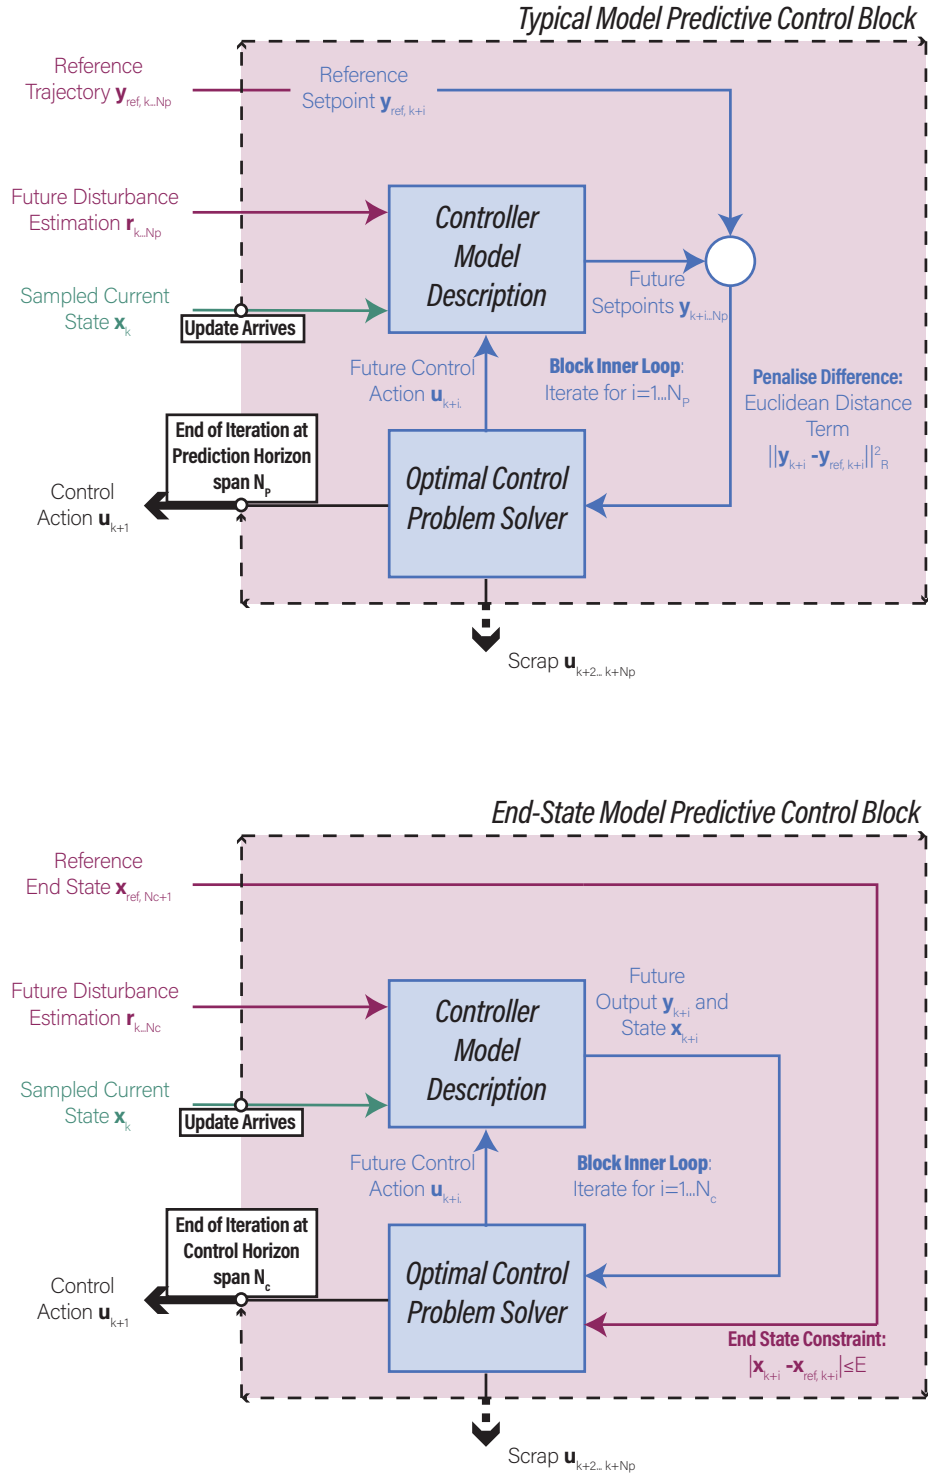 Typical Model Predictive Control Block
Reference
Trajectory y_ref, k...Np
Reference
Setpoint y_ref, k+i
Future Disturbance
Estimation r_k...Np
Controller
Model
Description
Future
Setpoints y_k+i...Np
Sampled Current
State x_k
Update Arrives
Future Control
Action u_k+i.
Block Inner Loop:
Iterate for i=1...N_P
Penalise Difference:
Euclidean Distance
Term
||y_k+i -y_ref, k+i||²_R
End of Iteration at
Prediction Horizon
span N_P
Control
Action u_k+1
Optimal Control
Problem Solver
Scrap u_k+2... k+Np
End-State Model Predictive Control Block
Reference
End State x_ref, Nc+1
Future Disturbance
Estimation r_k...Nc
Controller
Model
Description
Future
Output y_k+i and
State x_k+i
Sampled Current
State x_k
Update Arrives
Future Control
Action u_k+i.
Block Inner Loop:
Iterate for i=1...N_c
End of Iteration at
Control Horizon
span N_c
Control
Action u_k+1
Optimal Control
Problem Solver
End State Constraint:
|x_k+i -x_ref, k+i|≤E
Scrap u_k+2... k+Np